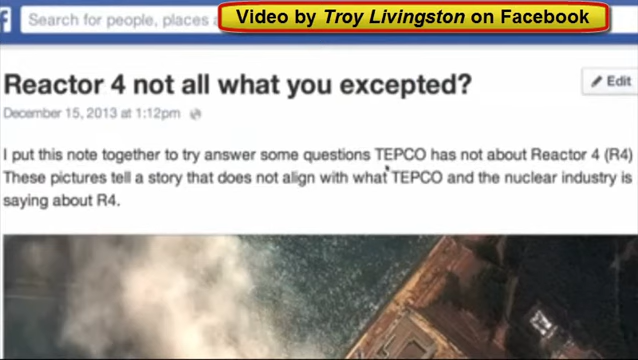 f Search for people, places a
Video by Troy Livingston on Facebook
Reactor 4 not all what you excepted?
Edit
December 15, 2013 at 1:12pm
I put this note together to try answer some questions TEPCO has not about Reactor 4 (R4)
These pictures tell a story that does not align with what TEPCO and the nuclear industry is
saying about R4.